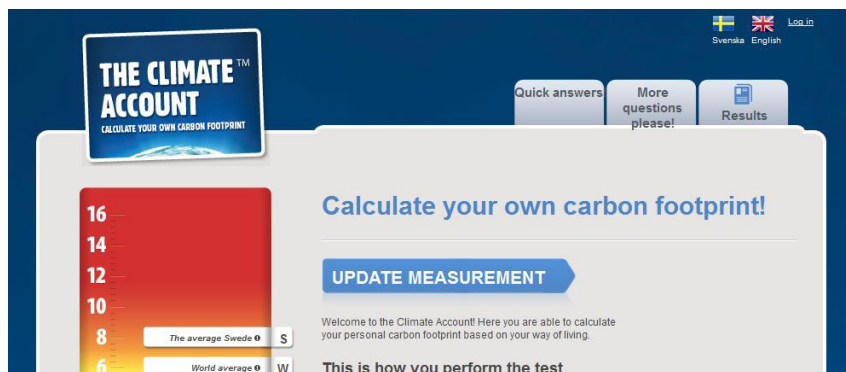 Log in
Svenska English
THE CLIMATE™
ACCOUNT
CALCULATE YOUR OWN CARBON FOOTPRINT
Quick answers
More
questions
please!
Results
Calculate your own carbon footprint!
UPDATE MEASUREMENT
Welcome to the Climate Account! Here you are able to calculate
your personal carbon footprint based on your way of living.
This is how you perform the test
16
14
12
10
8 The average Swede S
6 World average W